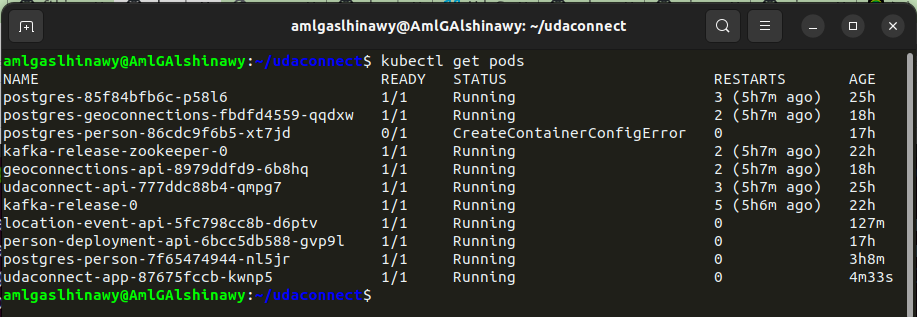 amlgaslhinawy@AmlGAlshinawy: ~/udaconnect
amlgaslhinawy@AmlGAlshinawy:~/udaconnect$ kubectl get pods
NAME READY STATUS RESTARTS AGE
postgres-85f84bfb6c-p58l6 1/1 Running 3 (5h7m ago) 25h
postgres-geoconnections-fbdfd4559-qqdxw 1/1 Running 2 (5h7m ago) 18h
postgres-person-86cdc9f6b5-xt7jd 0/1 CreateContainerConfigError 0 17h
kafka-release-zookeeper-0 1/1 Running 2 (5h7m ago) 22h
geoconnections-api-8979ddfd9-6b8hq 1/1 Running 2 (5h7m ago) 18h
udaconnect-api-777ddc88b4-qmpg7 1/1 Running 3 (5h7m ago) 25h
kafka-release-0 1/1 Running 5 (5h6m ago) 22h
location-event-api-5fc798cc8b-d6ptv 1/1 Running 0 127m
person-deployment-api-6bcc5db588-gvp9l 1/1 Running 0 17h
postgres-person-7f65474944-nl5jr 1/1 Running 0 3h8m
udaconnect-app-87675fccb-kwnp5 1/1 Running 0 4m33s
amlgaslhinawy@AmlGAlshinawy:~/udaconnect$